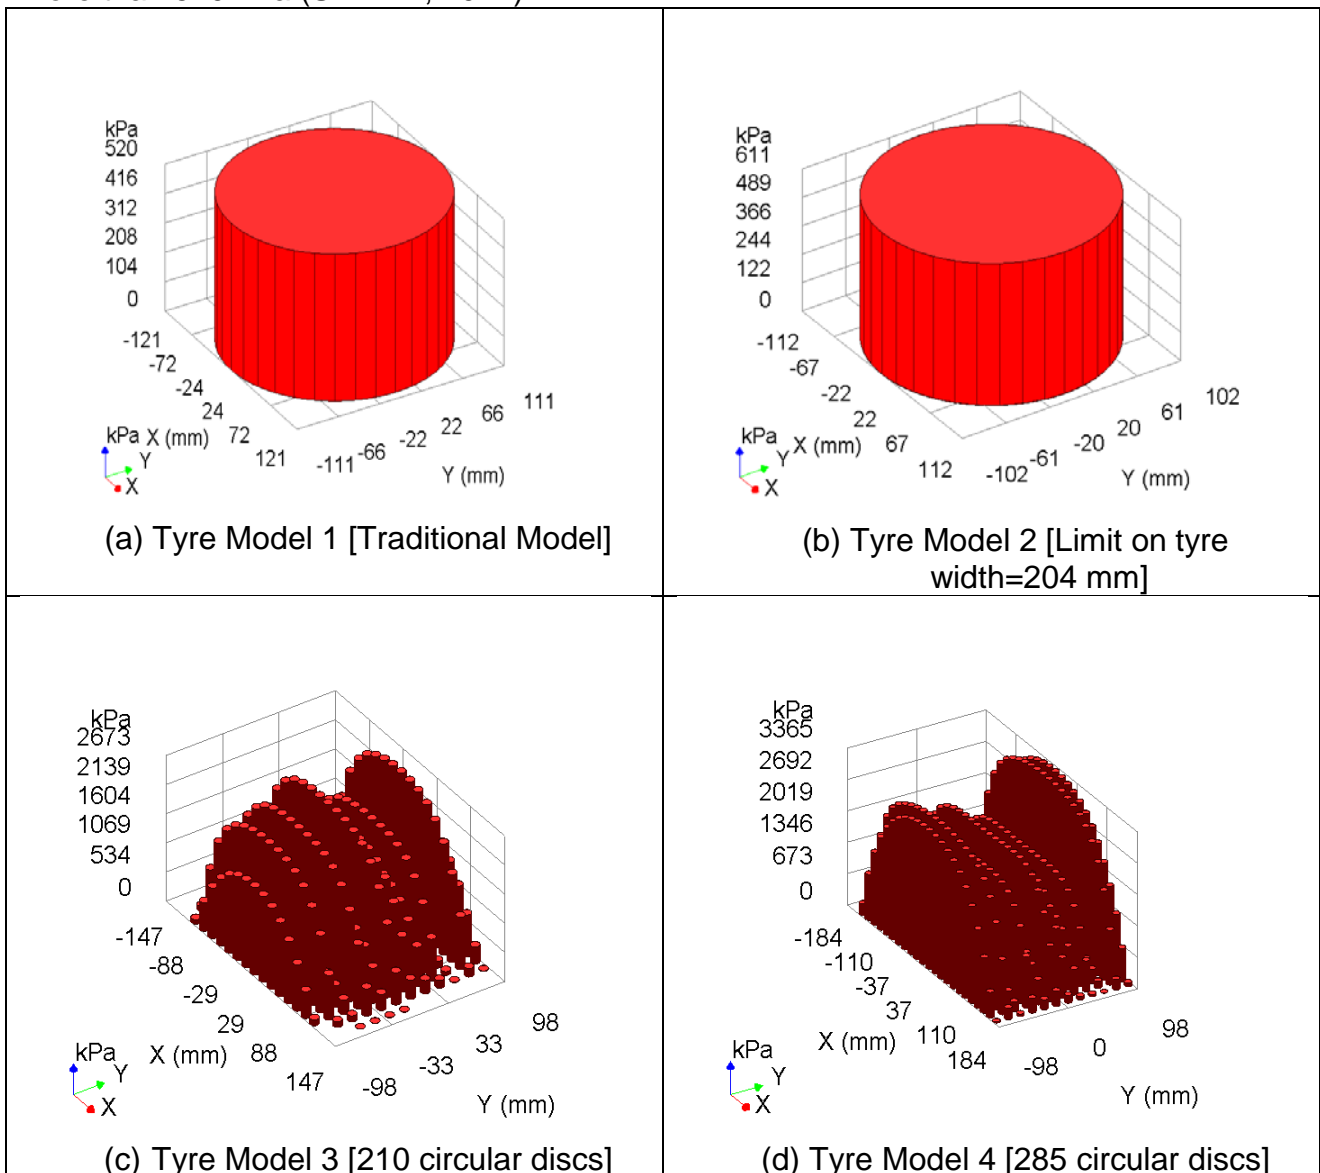 kPa
520
416
312
208
104
0
-121
-72
-24
24
72
121
X (mm)
-111
-66
-22
22
66
111
Y (mm)
kPa
Y
X
(a) Tyre Model 1 [Traditional Model]
kPa
611
489
366
244
122
0
-112
-67
-22
22
67
112
X (mm)
-102
-61
-20
20
61
102
Y (mm)
kPa
Y
X
(b) Tyre Model 2 [Limit on tyre
width=204 mm]
kPa
2673
2139
1604
1069
534
0
-147
-88
-29
29
88
147
X (mm)
-98
-33
33
98
Y (mm)
kPa
Y
X
(c) Tyre Model 3 [210 circular discs]
kPa
3365
2692
2019
1346
673
0
-184
-110
-37
37
110
184
X (mm)
-98
0
98
Y (mm)
kPa
Y
X
(d) Tyre Model 4 [285 circular discs]